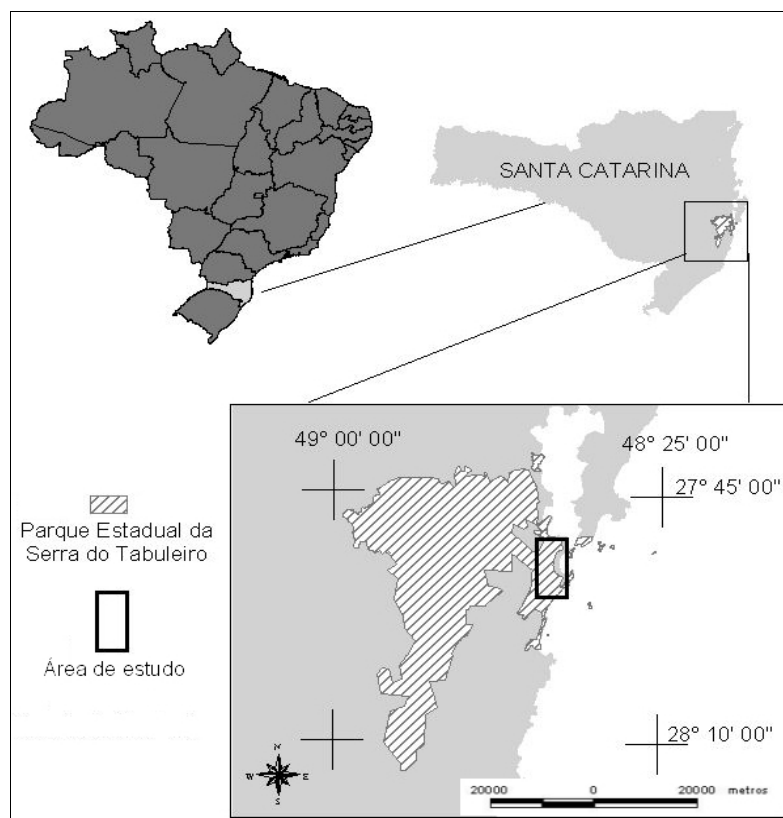 SANTA CATARINA
49° 00' 00"
48° 25' 00"
27° 45' 00"
Parque Estadual da
Serra do Tabuleiro
Área de estudo
28° 10' 00"
N
W E
S
20000 0 20000 metros